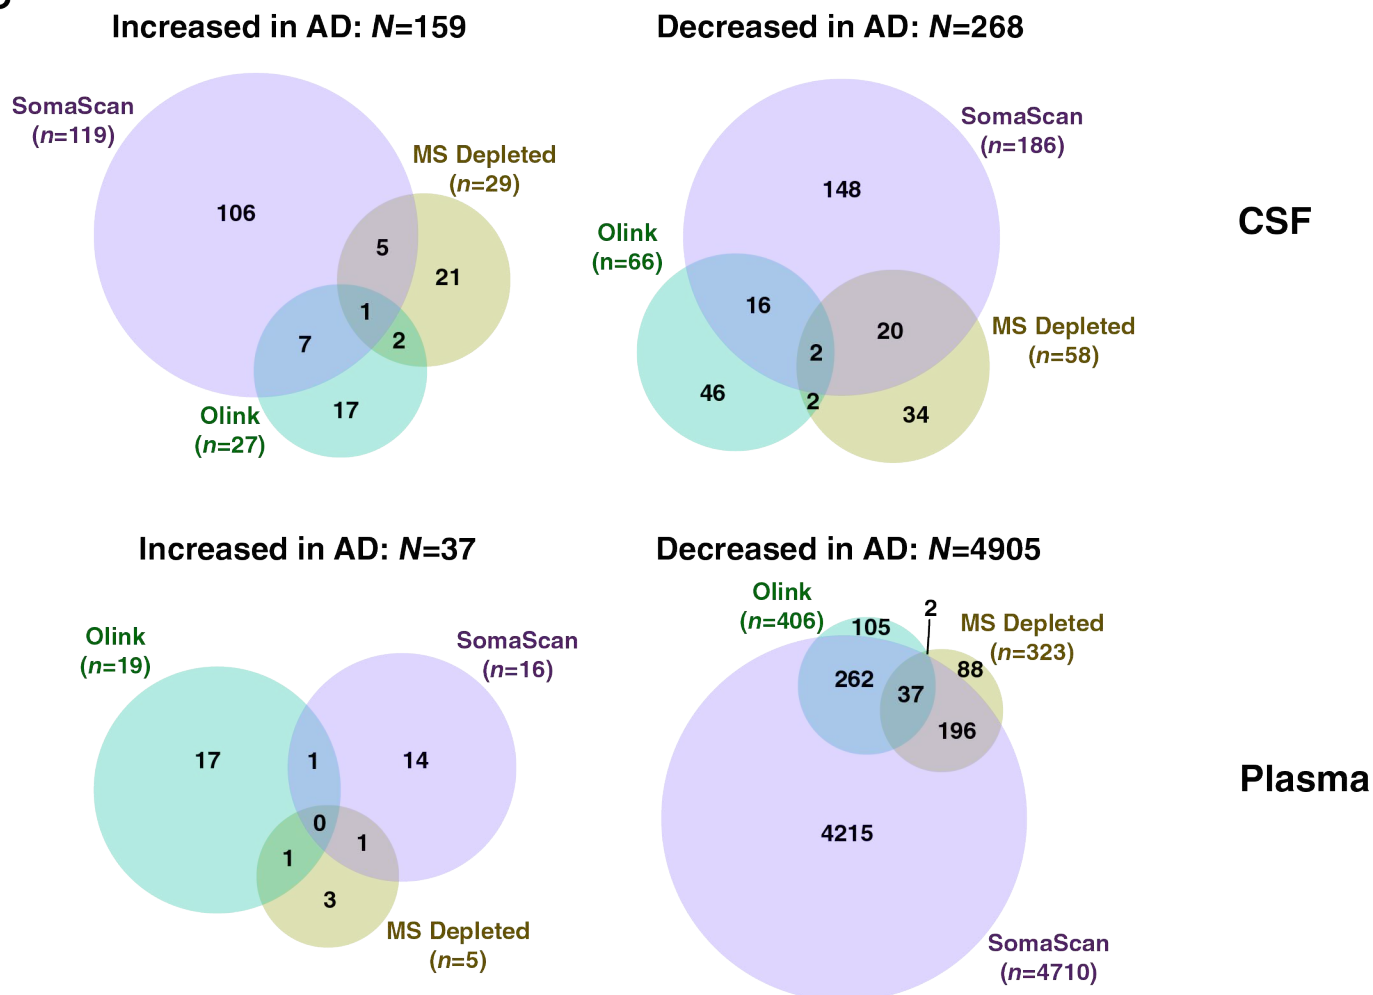 Increased in AD: N=159
SomaScan
(n=119)
MS Depleted
(n=29)
106
5
21
1
7
2
17
Olink
(n=27)
Decreased in AD: N=268
SomaScan
(n=186)
148
Olink
(n=66)
16
20
MS Depleted
(n=58)
2
46
2
34
CSF
Increased in AD: N=37
Olink
(n=19)
SomaScan
(n=16)
17
1
14
0
1
1
3
MS Depleted
(n=5)
Decreased in AD: N=4905
Olink
(n=406)
105
2
MS Depleted
(n=323)
88
262
37
196
4215
SomaScan
(n=4710)
Plasma